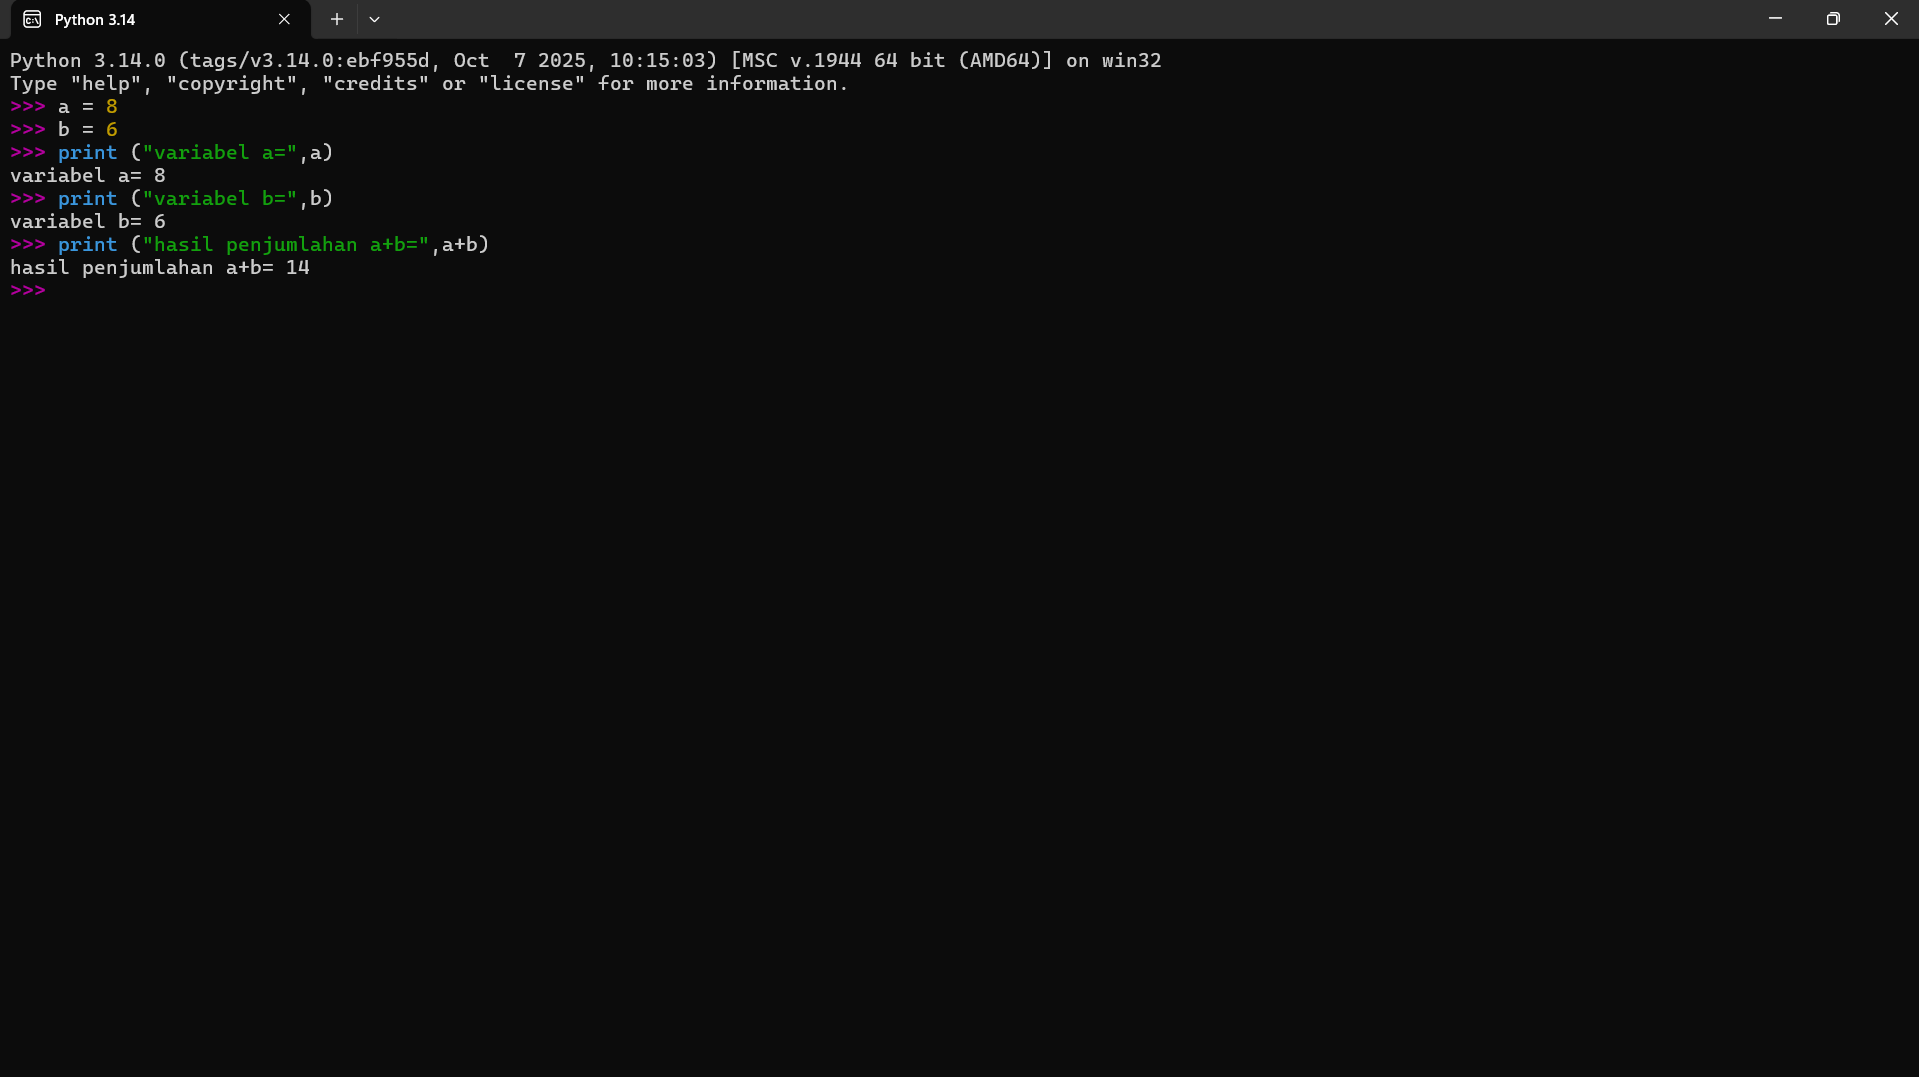 Python 3.14
Python 3.14.0 (tags/v3.14.0:ebf955d, Oct  7 2025, 10:15:03) [MSC v.1944 64 bit (AMD64)] on win32
Type "help", "copyright", "credits" or "license" for more information.
>>> a = 8
>>> b = 6
>>> print ("variabel a=",a)
variabel a= 8
>>> print ("variabel b=",b)
variabel b= 6
>>> print ("hasil penjumlahan a+b=",a+b)
hasil penjumlahan a+b= 14
>>>